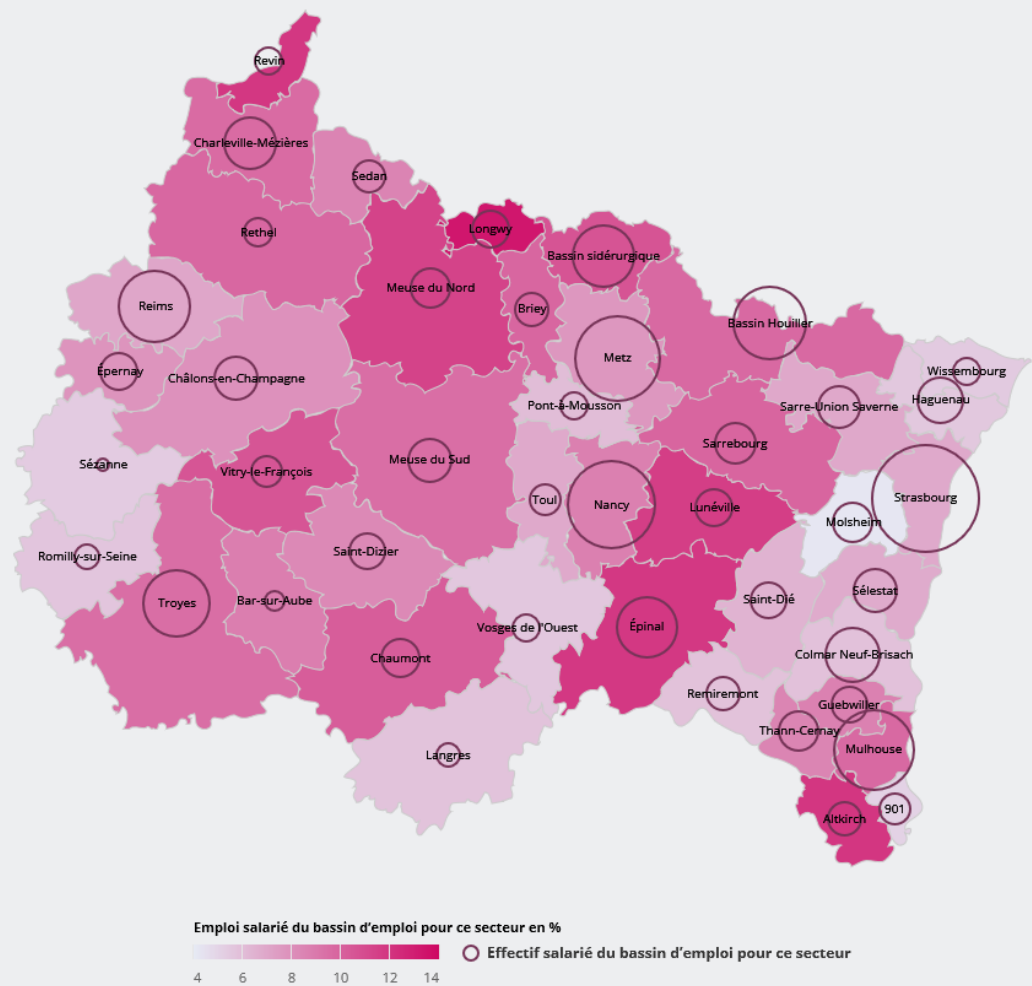 Revin
Charleville-Mézières
Sedan
Rethel
Longwy
Bassin sidérurgique
Meuse du Nord
Reims
Briey
Bassin Houiller
Metz
Épernay
Châlons-en-Champagne
Wissembourg
Haguenau
Pont-à-Mousson
Sarre-Union Saverne
Sarrebourg
Meuse du Sud
Sézanne
Vitry-le-François
Toul
Nancy
Lunéville
Strasbourg
Molsheim
Romilly-sur-Seine
Saint-Dizier
Troyes
Bar-sur-Aube
Saint-Dié
Sélestat
Vosges de l'Ouest
Épinal
Chaumont
Colmar Neuf-Brisach
Remiremont
Guebwiller
Thann-Cernay
Mulhouse
Langres
901
Altkirch
Emploi salarié du bassin d’emploi pour ce secteur en %
Effectif salarié du bassin d’emploi pour ce secteur
4 6 8 10 12 14